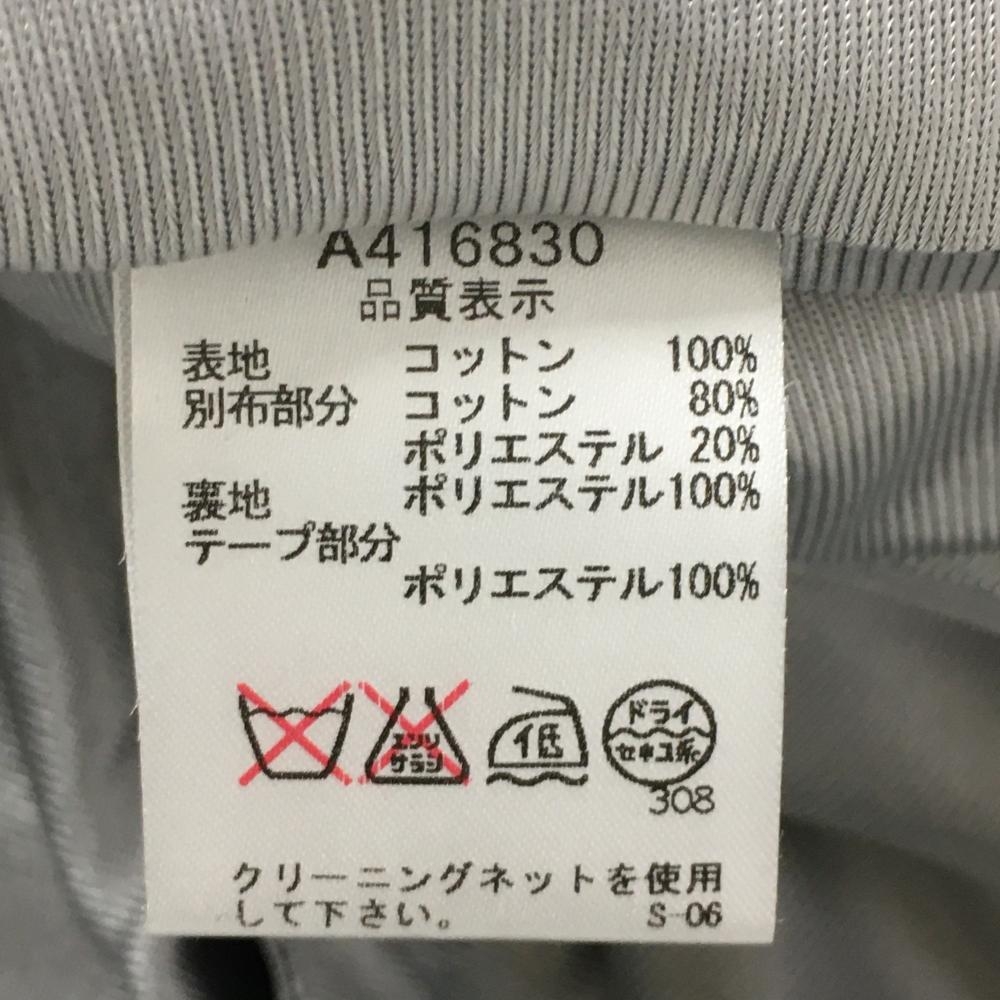 A416830
品質表示
表地 コットン 100%
別布部分 コットン 80%
ポリエステル 20%
裏地 ポリエステル100%
テープ部分
ポリエステル100%
エンソ
サラシ
低
ドライ
セキユ系
308
クリーニングネットを使用
して下さい。 S-06